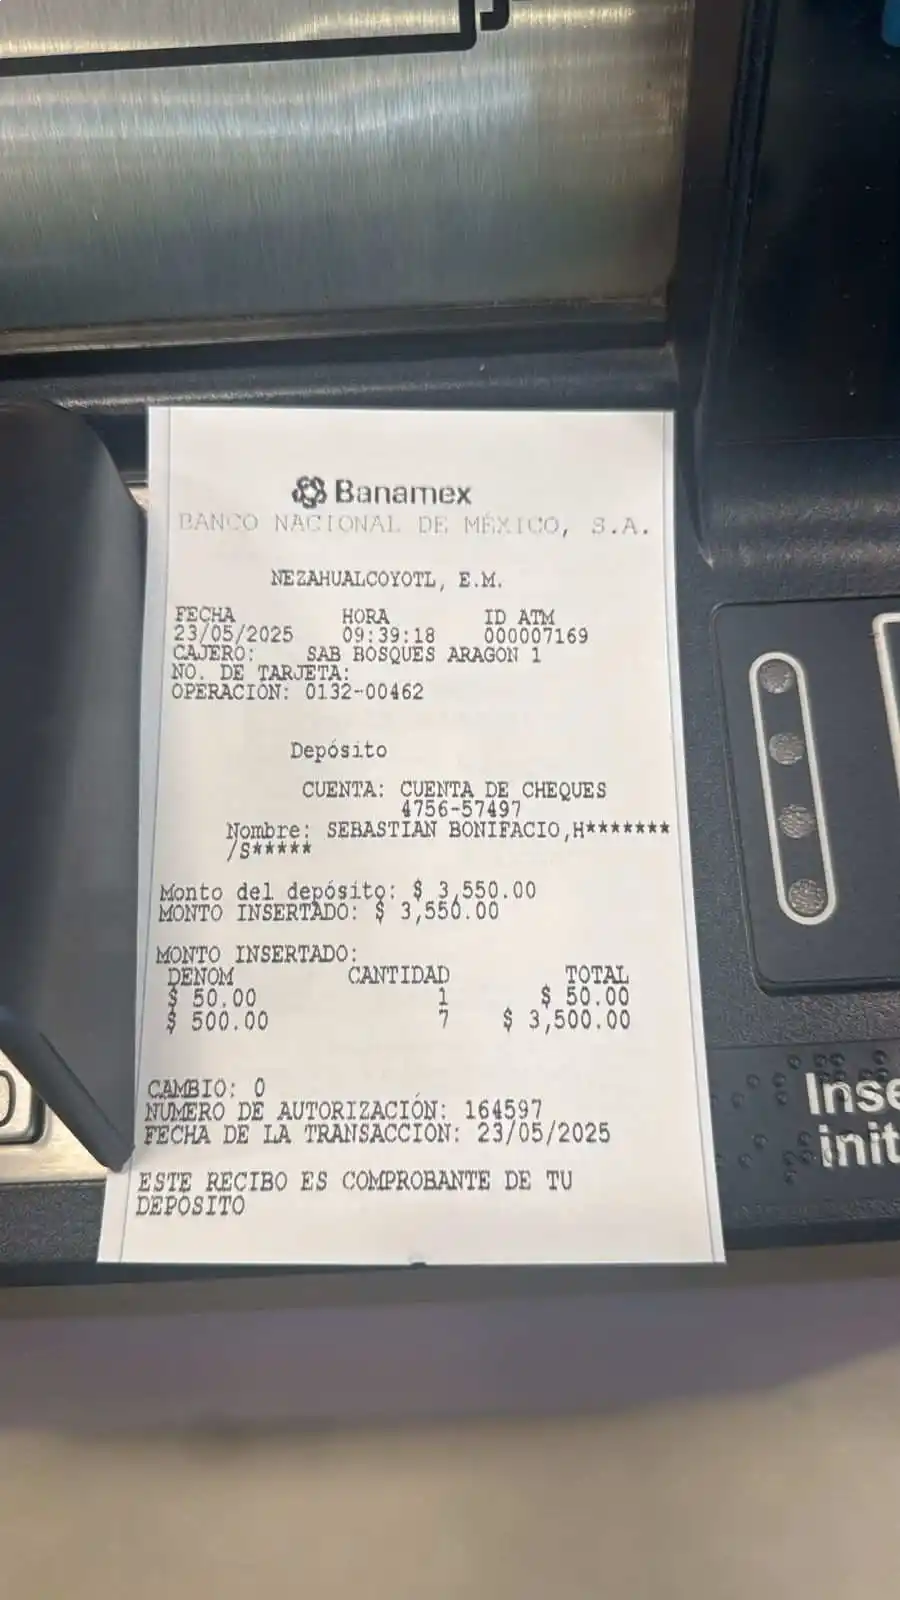 Banamex
BANCO NACIONAL DE MÉXICO, S.A.
NEZAHUALCOYOTL, E.M.
FECHA HORA ID ATM
23/05/2025 09:39:18 000007169
CAJERO: SAB BOSQUES ARAGON 1
NO. DE TARJETA:
OPERACIÓN: 0132-00462
Depósito
CUENTA: CUENTA DE CHEQUES
4756-57497
Nombre: SEBASTIAN BONIFACIO,H*******
/S*****
Monto del depósito: $ 3,550.00
MONTO INSERTADO: $ 3,550.00
MONTO INSERTADO:
DENOM CANTIDAD TOTAL
$ 50.00 1 $ 50.00
$ 500.00 7 $ 3,500.00
CAMBIO: 0
NUMERO DE AUTORIZACIÓN: 164597
FECHA DE LA TRANSACCION: 23/05/2025
ESTE RECIBO ES COMPROBANTE DE TU
DEPOSITO
Inse
init
0